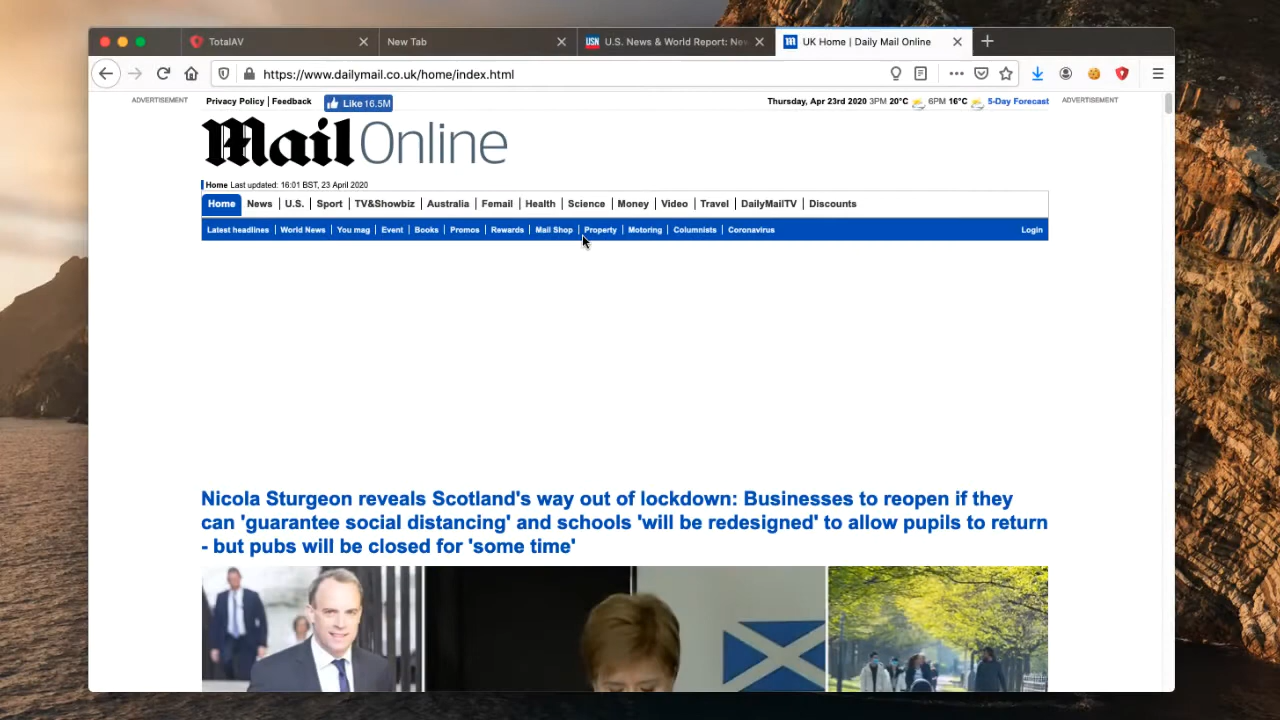 TotalAV
New Tab
U.S. News & World Report: Nev
UK Home | Daily Mail Online
https://www.dailymail.co.uk/home/index.html
ADVERTISEMENT
Privacy Policy | Feedback
Like 16.5M
Thursday, Apr 23rd 2020 3PM 20°C 6PM 16°C 5-Day Forecast
ADVERTISEMENT
Mail Online
Home Last updated: 16:01 BST, 23 April 2020
Home News | U.S. | Sport | TV&Showbiz | Australia | Femail | Health | Science | Money | Video | Travel | DailyMailTV | Discounts
Latest headlines | World News | You mag | Event | Books | Promos | Rewards | Mail Shop | Property | Motoring | Columnists | Coronavirus
Login
Nicola Sturgeon reveals Scotland's way out of lockdown: Businesses to reopen if they
can 'guarantee social distancing' and schools 'will be redesigned' to allow pupils to return
- but pubs will be closed for 'some time'